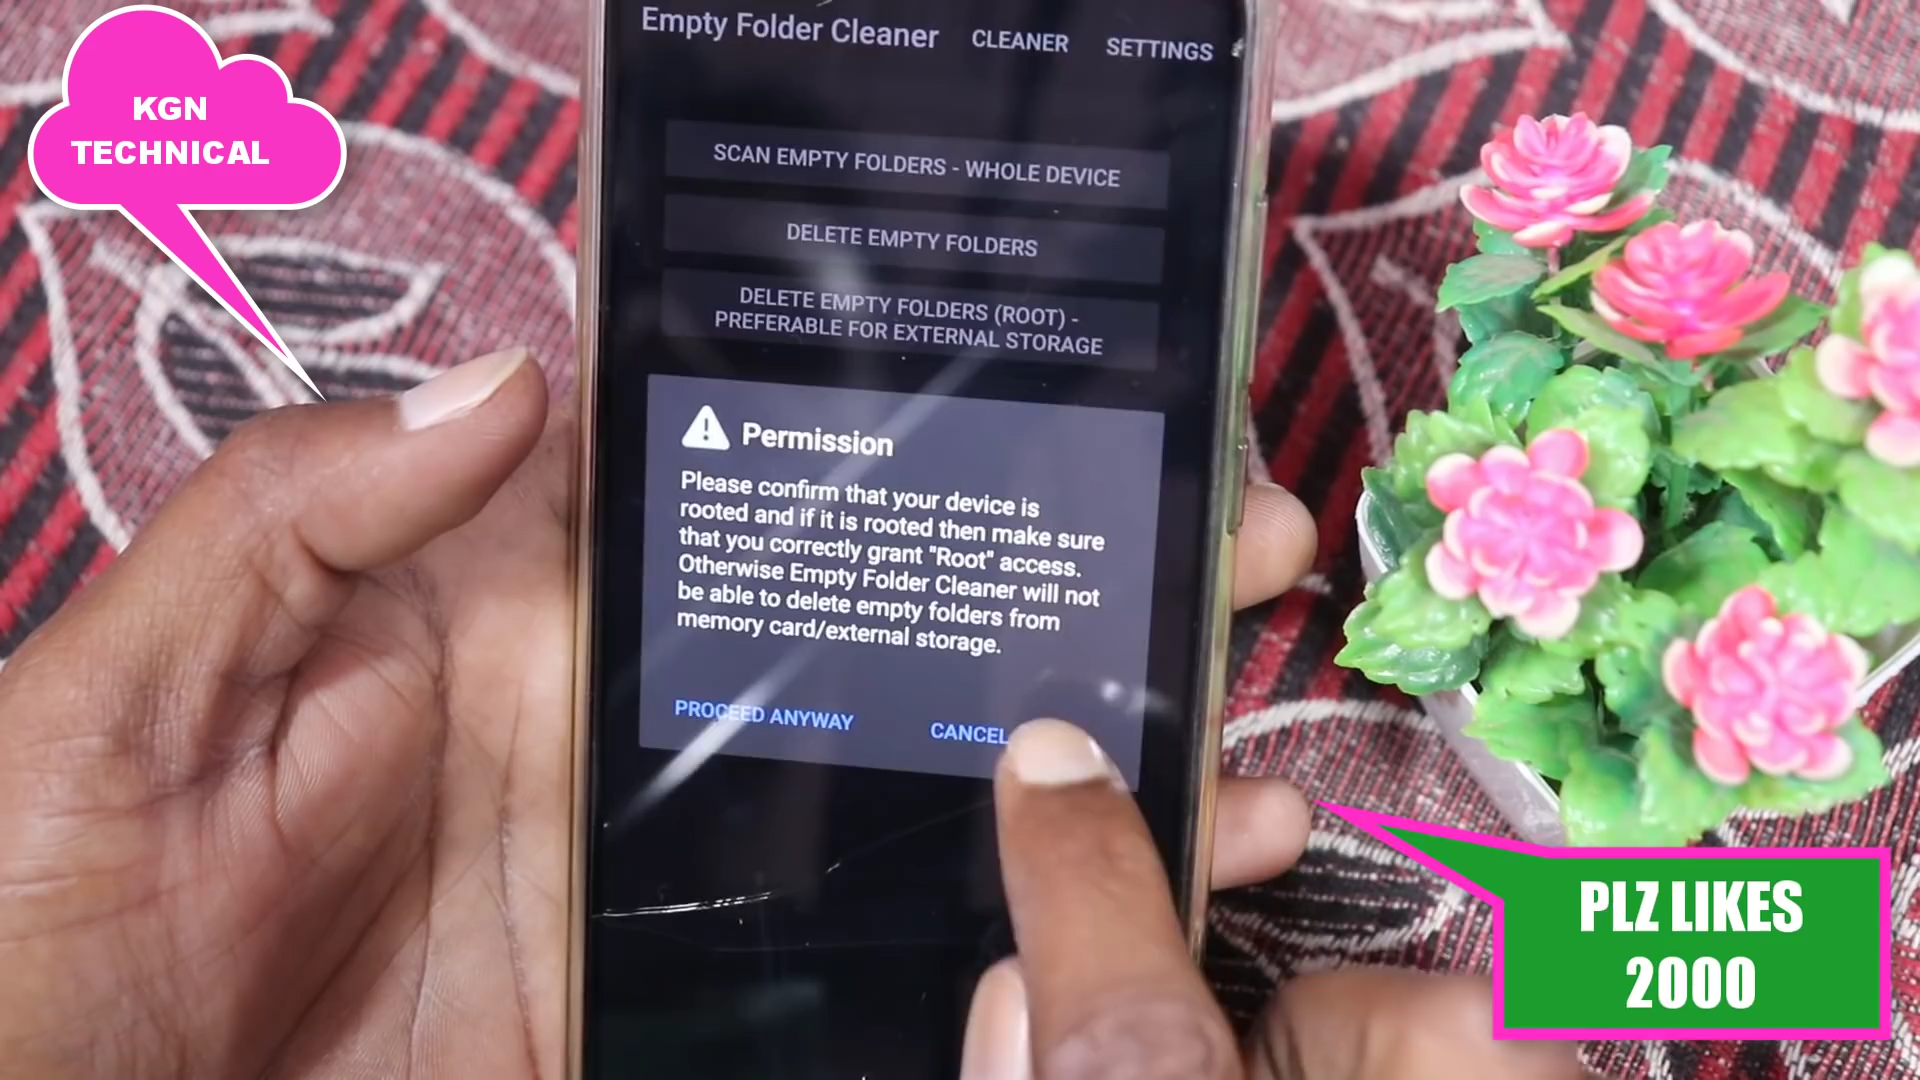 KGN
TECHNICAL
Empty Folder Cleaner
CLEANER
SETTINGS
SCAN EMPTY FOLDERS - WHOLE DEVICE
DELETE EMPTY FOLDERS
DELETE EMPTY FOLDERS (ROOT) -
PREFERABLE FOR EXTERNAL STORAGE
Permission
Please confirm that your device is
rooted and if it is rooted then make sure
that you correctly grant "Root" access.
Otherwise Empty Folder Cleaner will not
be able to delete empty folders from
memory card/external storage.
PROCEED ANYWAY
CANCEL
PLZ LIKES
2000